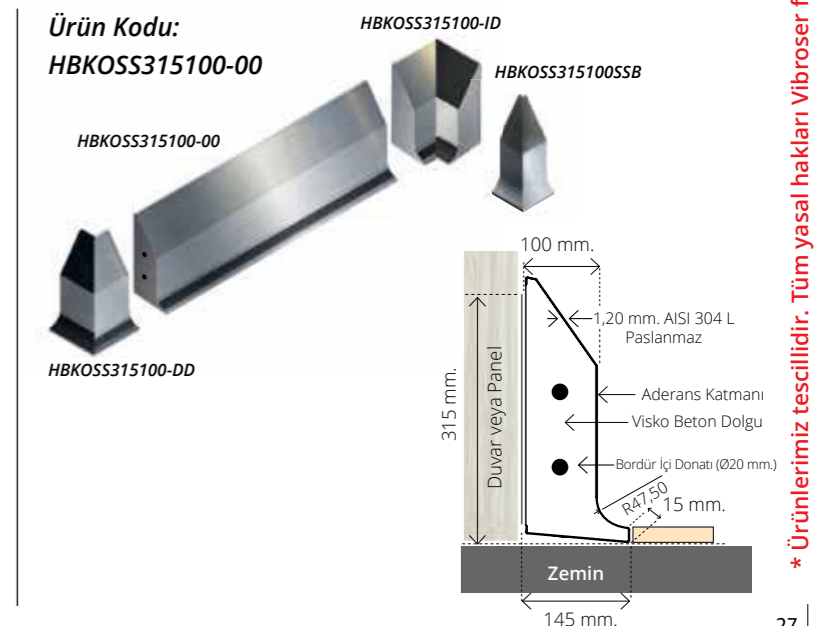 Ürün Kodu:
HBKOSS315100-00
HBKOSS315100-ID
HBKOSS315100SSB
HBKOSS315100-00
HBKOSS315100-DD
100 mm.
1,20 mm. AISI 304 L
Paslanmaz
315 mm.
Duvar veya Panel
Aderans Katmanı
Visko Beton Dolgu
Bordür İçi Donatı (Ø20 mm.)
R47,50
15 mm.
Zemin
145 mm.
* Ürünlerimiz tescillidir. Tüm yasal hakları Vibroser f
27